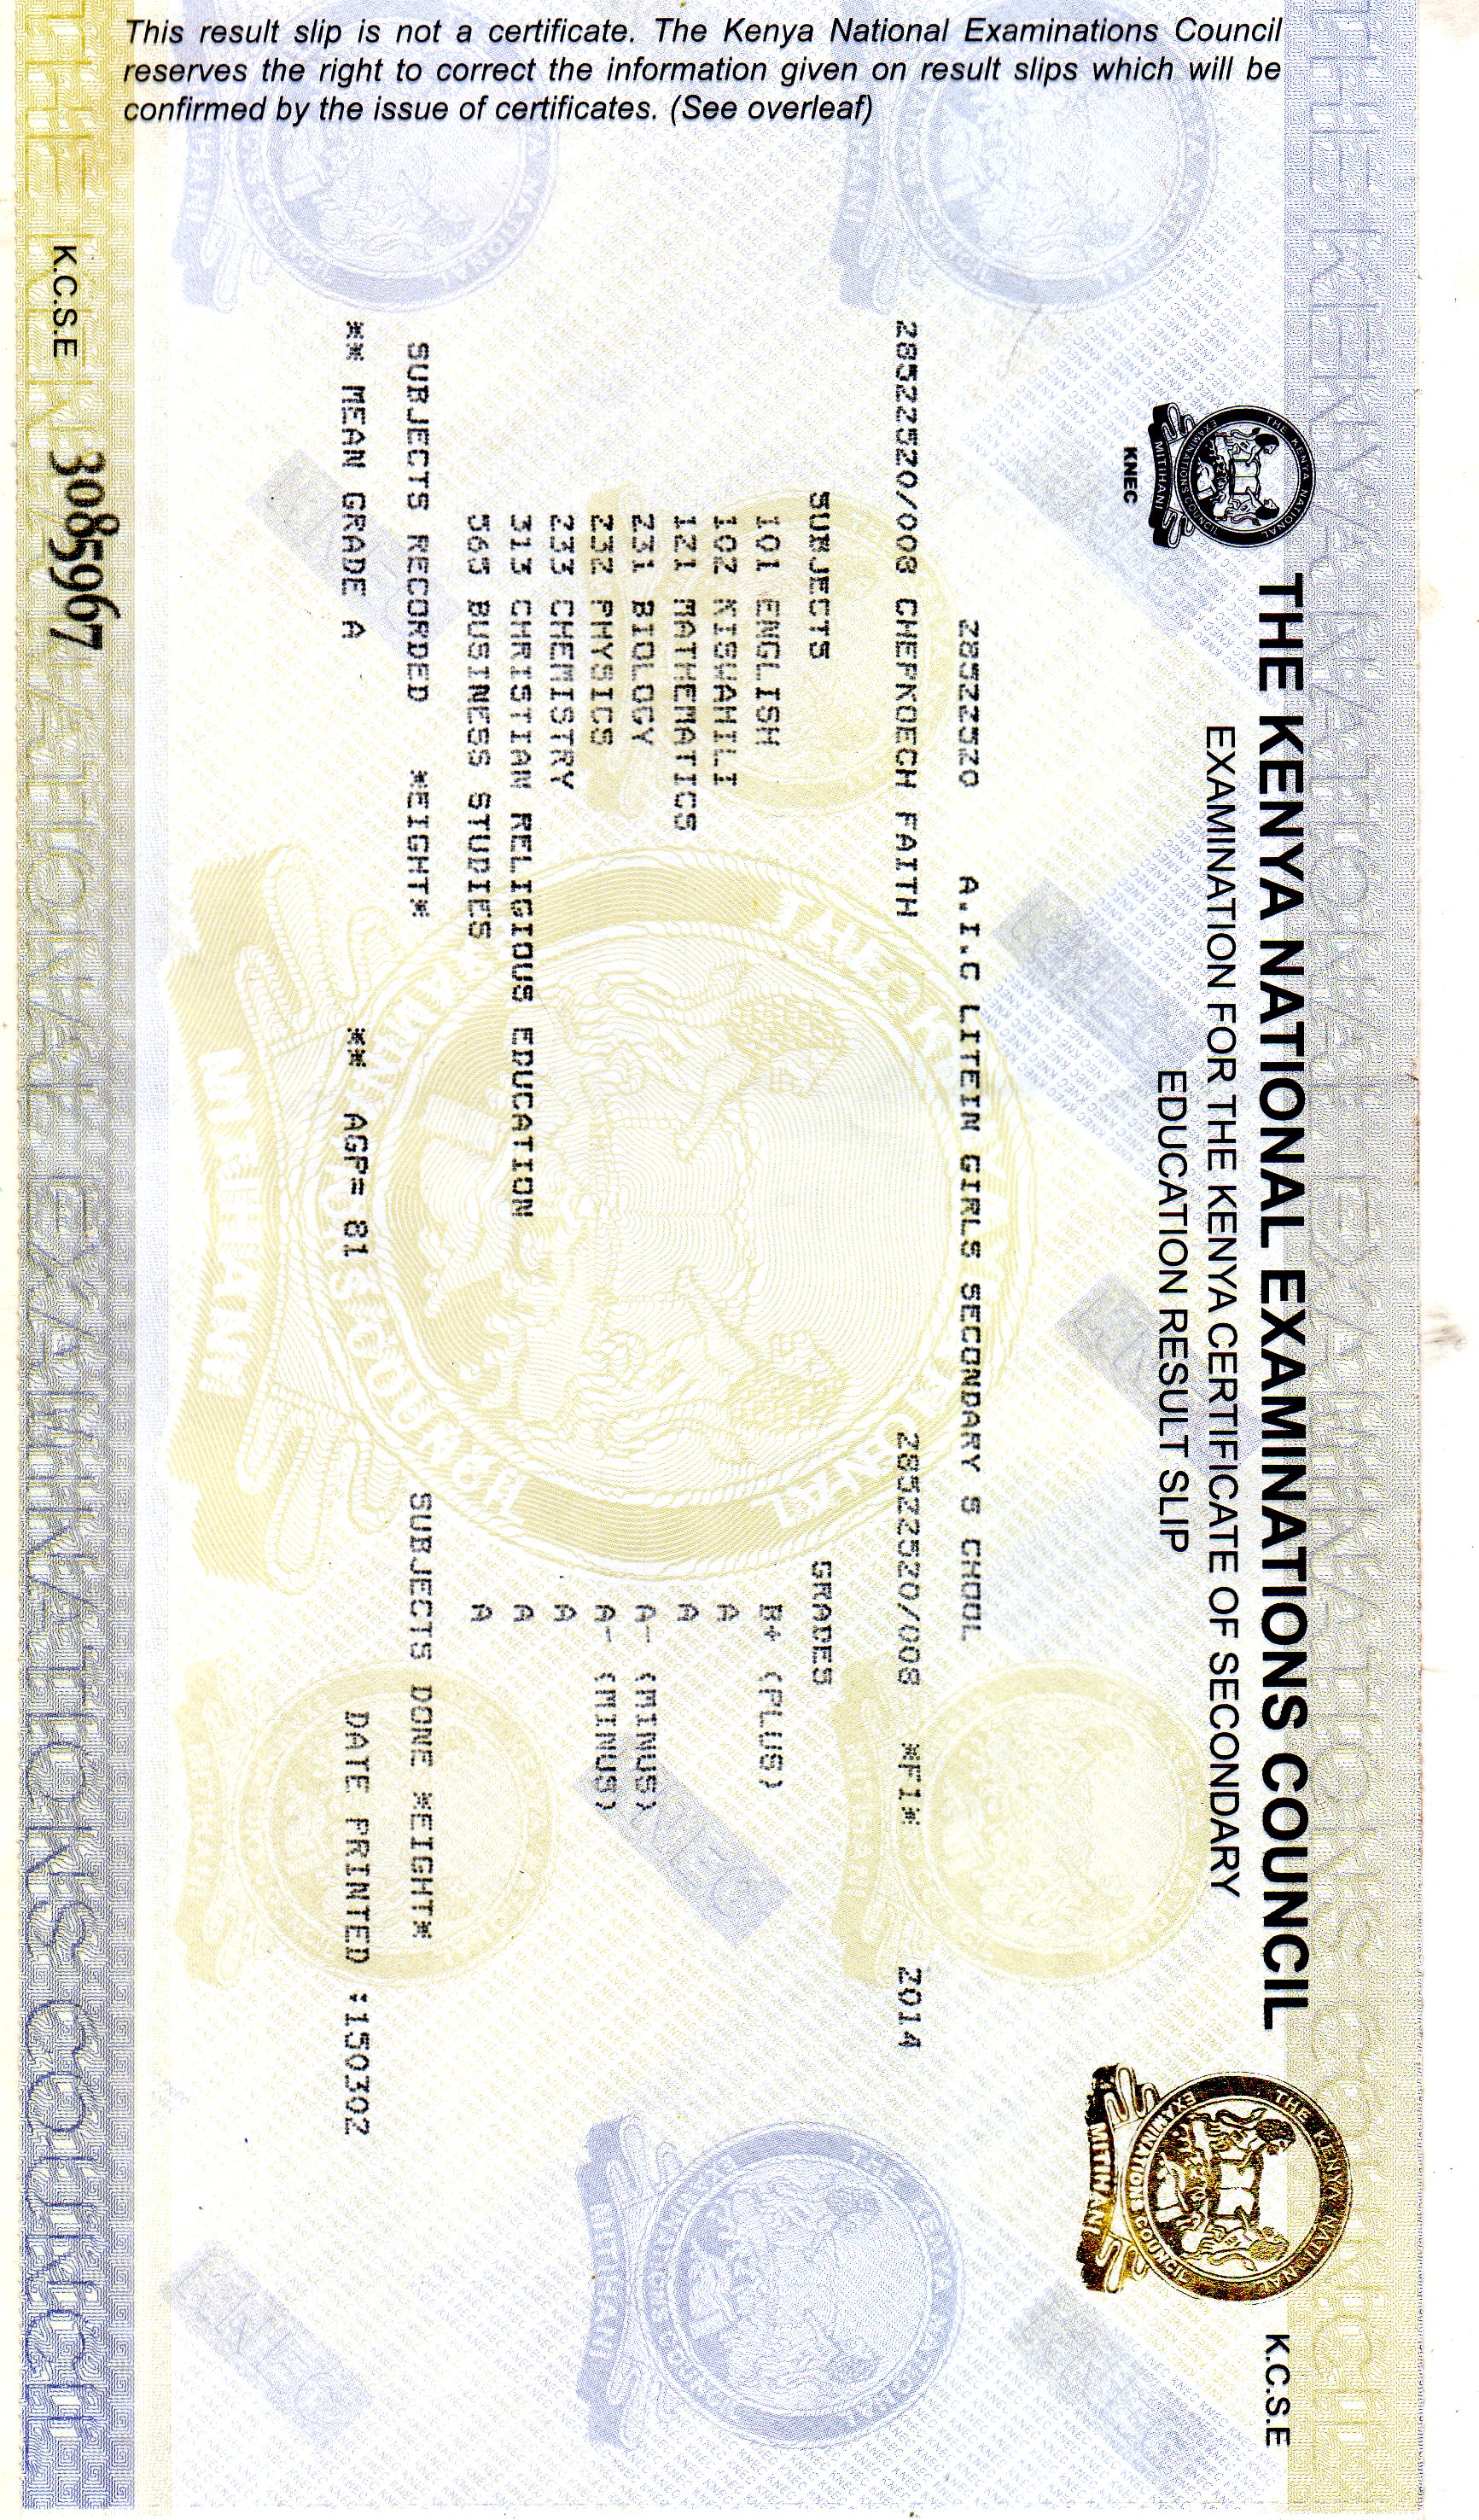 This result slip is not a certificate. The Kenya National Examinations Council
reserves the right to correct the information given on result slips which will be
confirmed by the issue of certificates. (See overleaf)
THE KENYA NATIONAL EXAMINATIONS COUNCIL
K.C.S.E
EXAMINATION FOR THE KENYA CERTIFICATE OF SECONDARY
EDUCATION RESULT SLIP
THE KENYA NATIONAL EXAMINATIONS COUNCIL
MITIHANI
KNEC
28522520 A.I.C LITEIN GIRLS SECONDARY S CHOOL
28522520/008 CHEPKOECH FAITH 28522520/008 *F1* 2014
SUBJECTS GRADES
101 ENGLISH B+ (PLUS)
102 KISWAHILI A
121 MATHEMATICS A
231 BIOLOGY A- (MINUS)
232 PHYSICS A- (MINUS)
233 CHEMISTRY A
313 CHRISTIAN RELIGIOUS EDUCATION A
565 BUSINESS STUDIES A
SUBJECTS RECORDED *EIGHT* SUBJECTS DONE *EIGHT*
** MEAN GRADE A ** AGP= 81 DATE PRINTED :150302
K.C.S.E 3085967